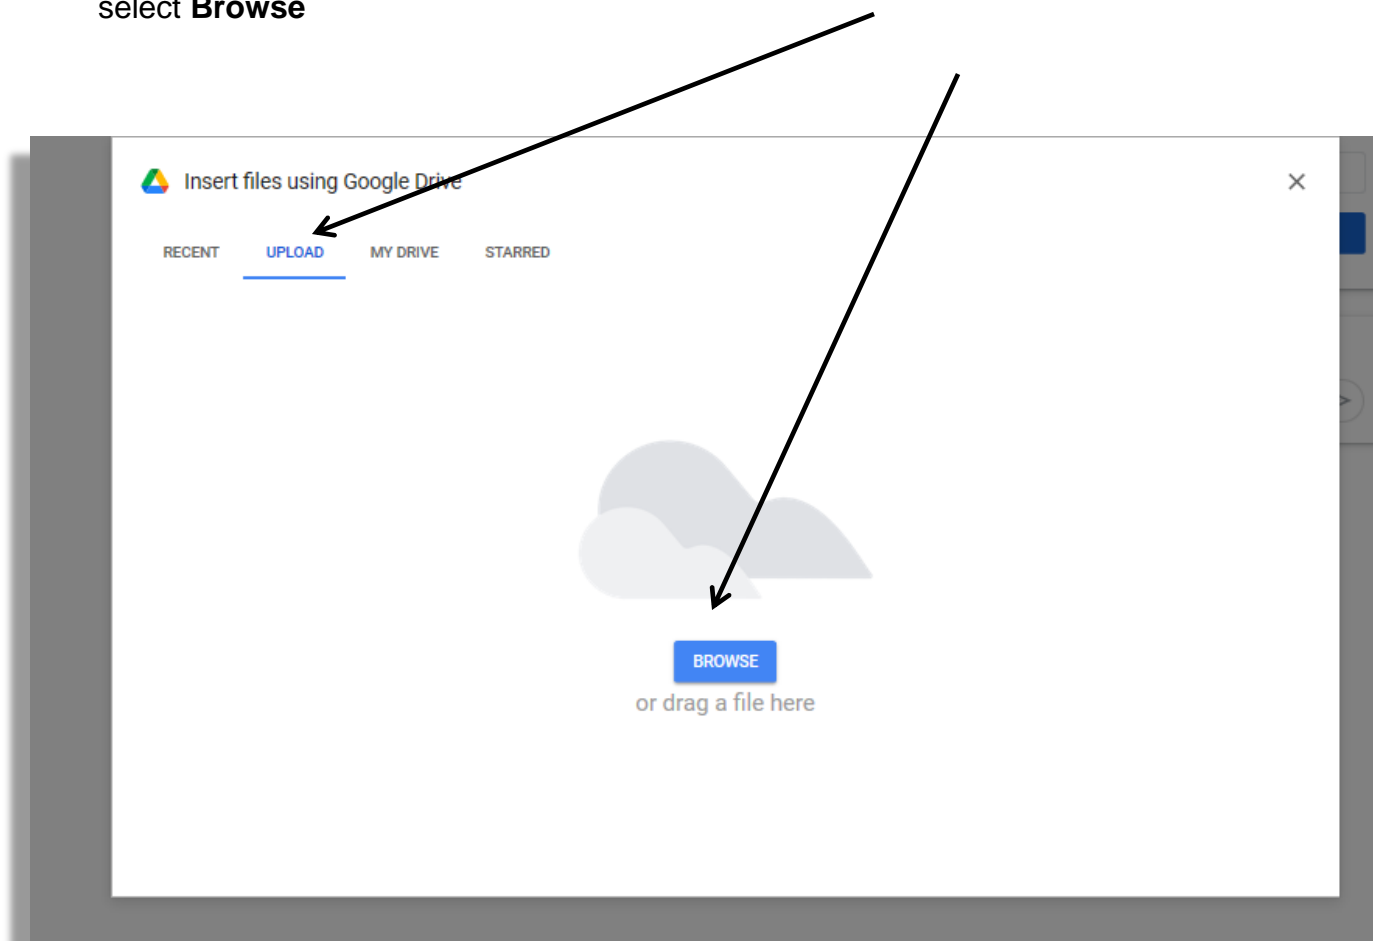 select Browse
Insert files using Google Drive
RECENT UPLOAD MY DRIVE STARRED
BROWSE
or drag a file here